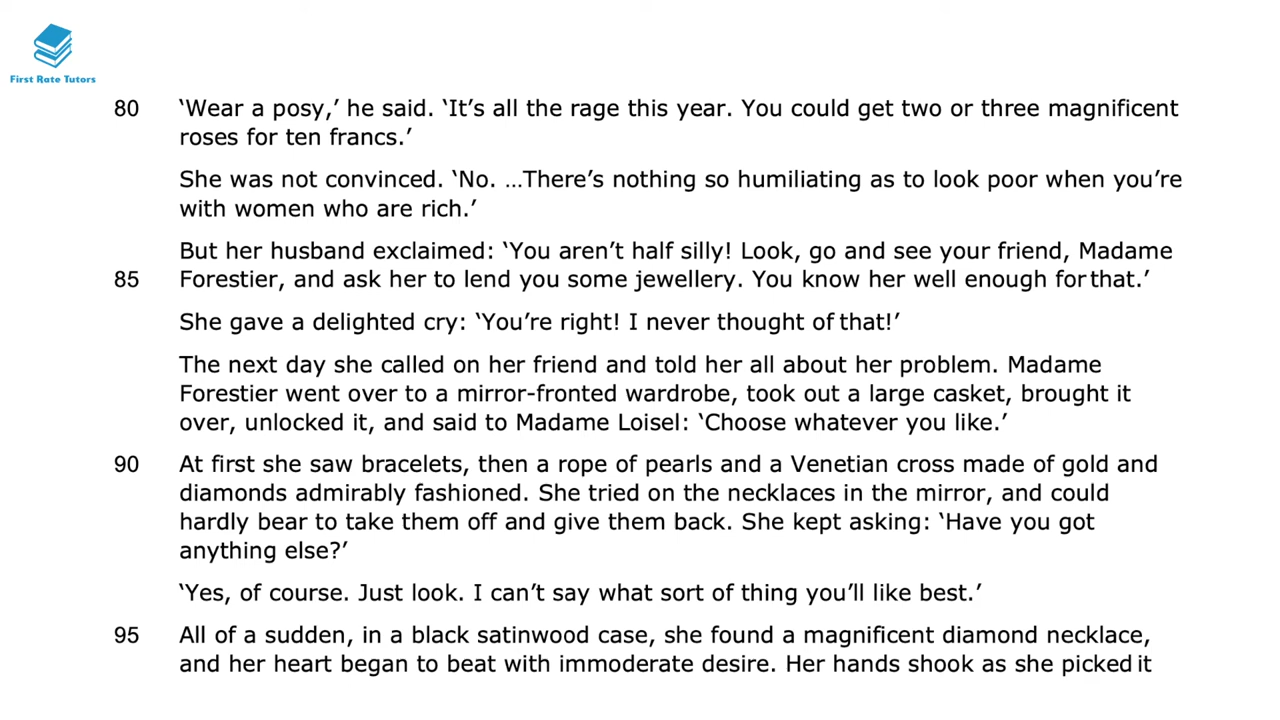 First Rate Tutors
80 ‘Wear a posy,’ he said. ‘It’s all the rage this year. You could get two or three magnificent
roses for ten francs.’
She was not convinced. ‘No. …There’s nothing so humiliating as to look poor when you’re
with women who are rich.’
But her husband exclaimed: ‘You aren’t half silly! Look, go and see your friend, Madame
85 Forestier, and ask her to lend you some jewellery. You know her well enough for that.’
She gave a delighted cry: ‘You’re right! I never thought of that!’
The next day she called on her friend and told her all about her problem. Madame
Forestier went over to a mirror-fronted wardrobe, took out a large casket, brought it
over, unlocked it, and said to Madame Loisel: ‘Choose whatever you like.’
90 At first she saw bracelets, then a rope of pearls and a Venetian cross made of gold and
diamonds admirably fashioned. She tried on the necklaces in the mirror, and could
hardly bear to take them off and give them back. She kept asking: ‘Have you got
anything else?’
‘Yes, of course. Just look. I can’t say what sort of thing you’ll like best.’
95 All of a sudden, in a black satinwood case, she found a magnificent diamond necklace,
and her heart began to beat with immoderate desire. Her hands shook as she picked it